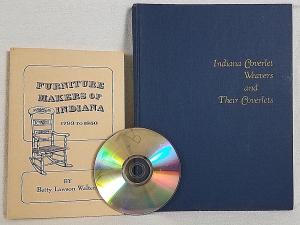 FURNITURE
MAKERS OF
INDIANA
1793 to 1850
BY
Betty Lawson Walters
Indiana Coverlet
Weavers
and
Their Coverlets